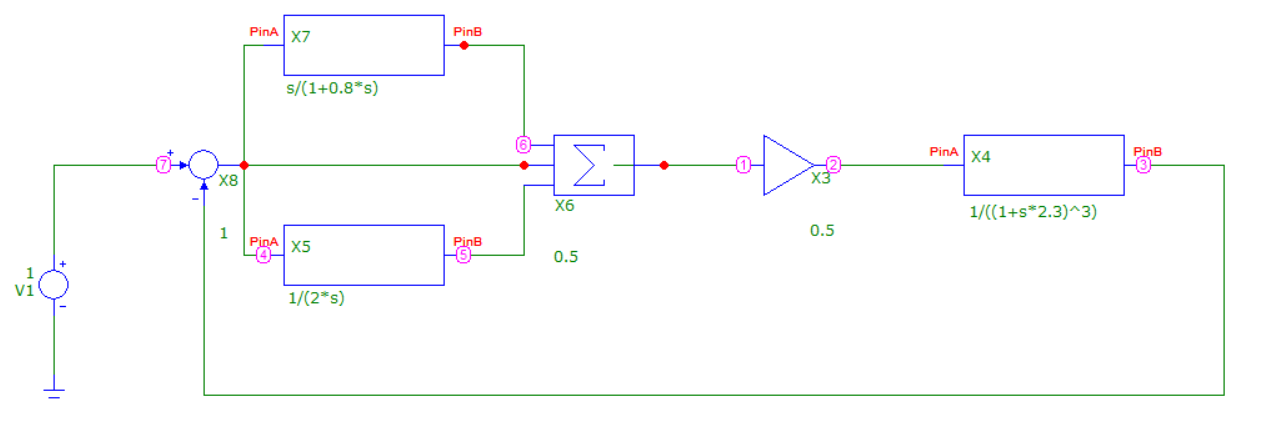 PinA
X7
PinB
s/(1+0.8*s)
6
7
+
X8
-
1
X6
0.5
1
2
X3
0.5
PinA
X4
PinB
3
1/((1+s*2.3)^3)
PinA
4
X5
PinB
5
1/(2*s)
1
V1
+
-